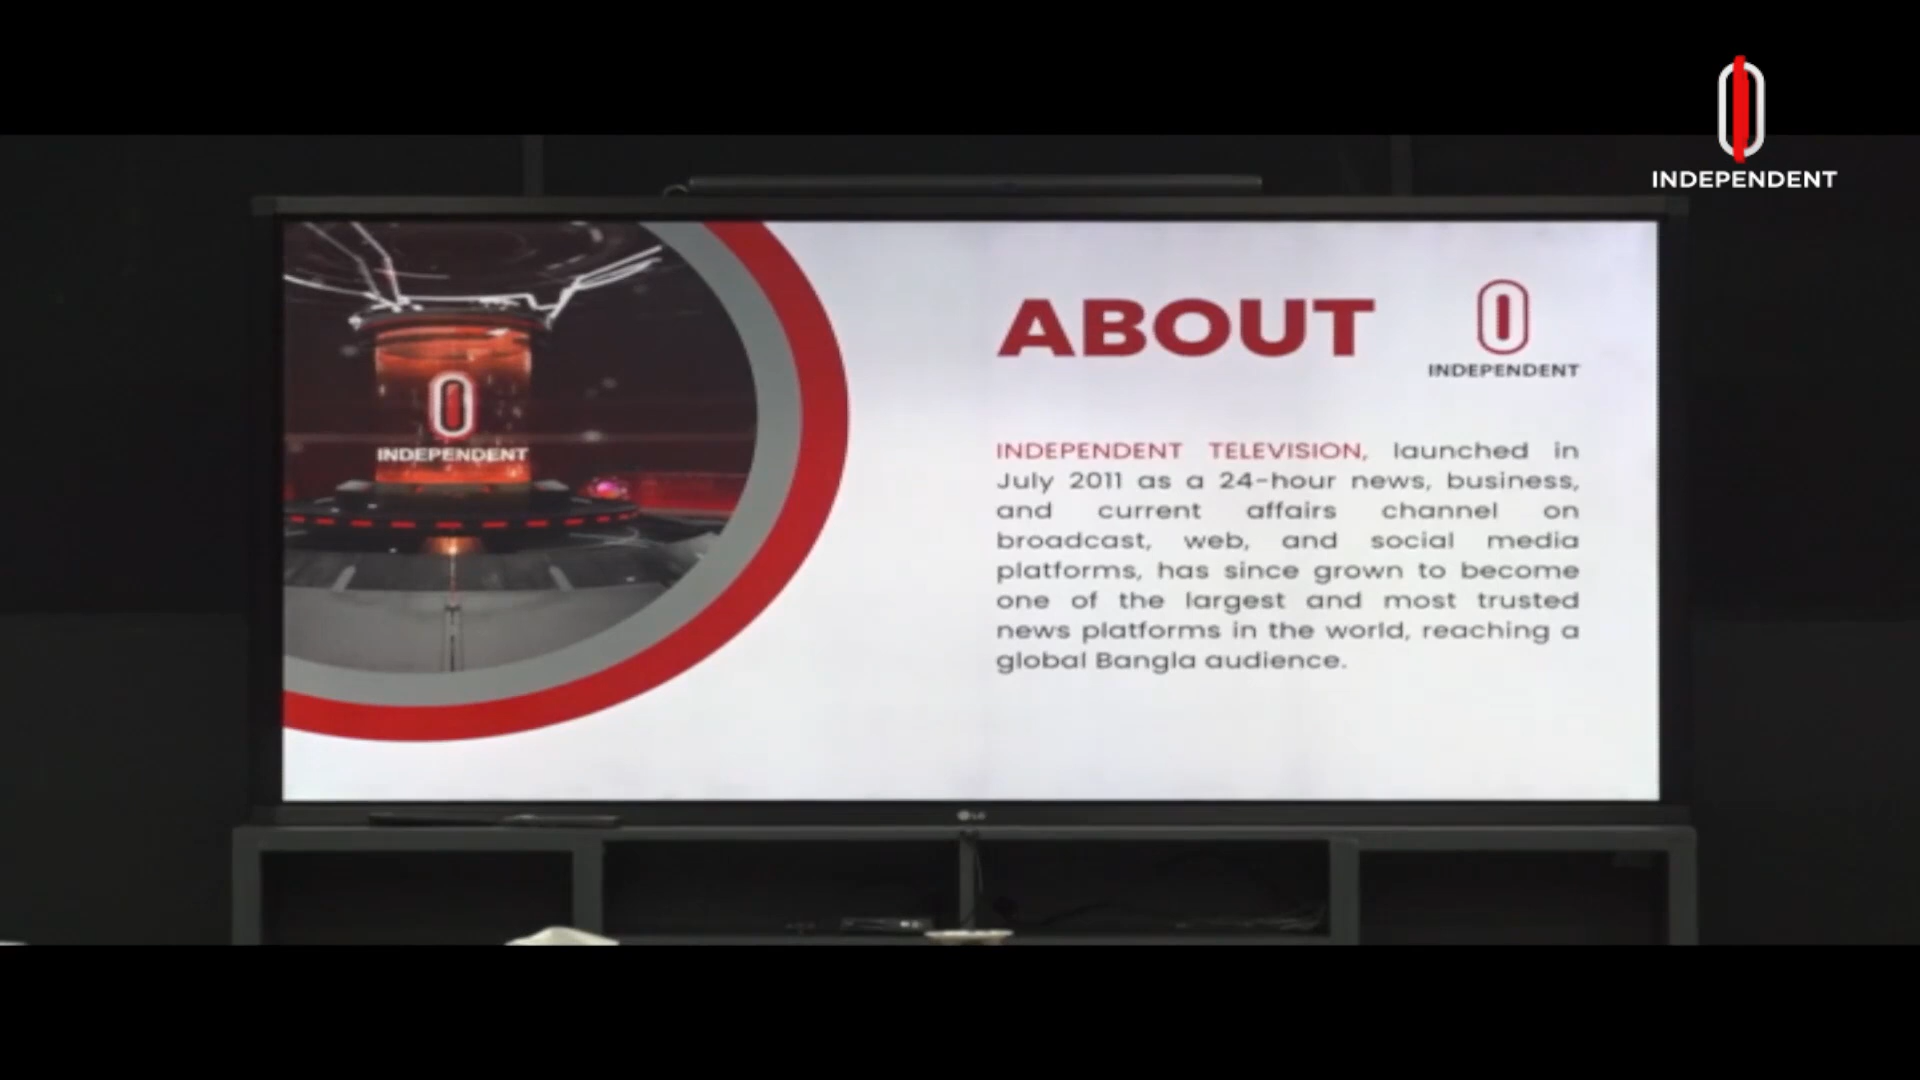 INDEPENDENT
ABOUT
INDEPENDENT
INDEPENDENT
INDEPENDENT TELEVISION, launched in
July 2011 as a 24-hour news, business,
and current affairs channel on
broadcast, web, and social media
platforms, has since grown to become
one of the largest and most trusted
news platforms in the world, reaching a
global Bangla audience.
LG